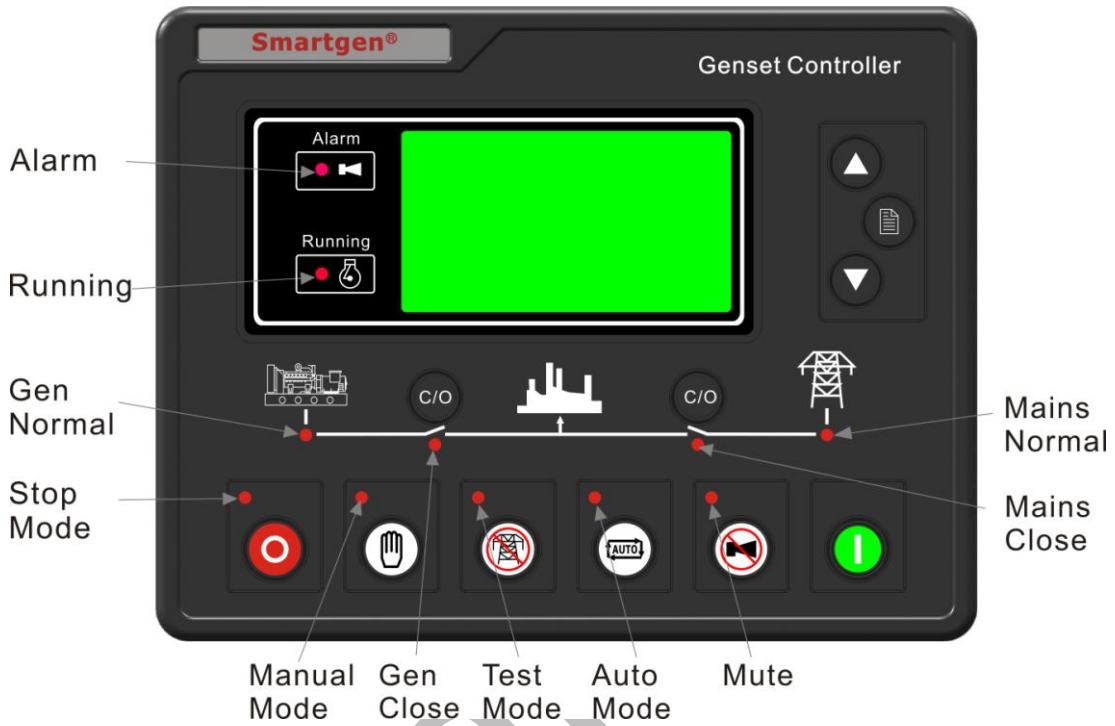 Smartgen®
Genset Controller
Alarm
Alarm
Running
Running
C/O
C/O
Gen
Normal
Mains
Normal
Stop
Mode
Mains
Close
AUTO
Manual
Mode
Gen
Close
Test
Mode
Auto
Mode
Mute